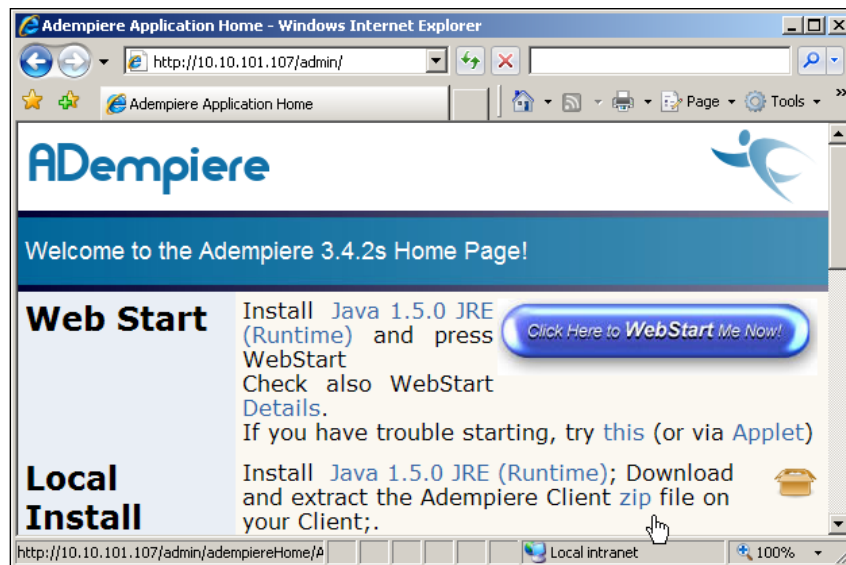 Adempiere Application Home - Windows Internet Explorer
http://10.10.101.107/admin/
Adempiere Application Home
Page
Tools
»
ADempiere
Welcome to the Adempiere 3.4.2s Home Page!
Web Start
Install Java 1.5.0 JRE
(Runtime) and press
WebStart
Check also WebStart
Details.
If you have trouble starting, try this (or via Applet)
Click Here to WebStart Me Now!
Local
Install
Install Java 1.5.0 JRE (Runtime); Download
and extract the Adempiere Client zip file on
your Client;.
http://10.10.101.107/admin/adempiereHome/A
Local intranet
100%